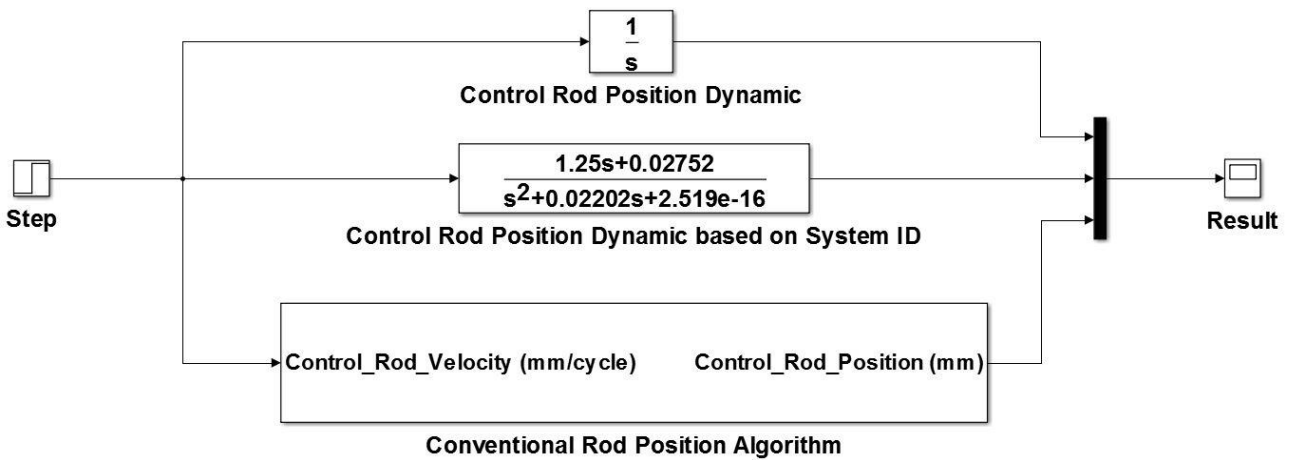 1
s
Control Rod Position Dynamic
1.25s+0.02752
s2+0.02202s+2.519e-16
Step
Control Rod Position Dynamic based on System ID
Result
Control_Rod_Velocity (mm/cycle) Control_Rod_Position (mm)
Conventional Rod Position Algorithm